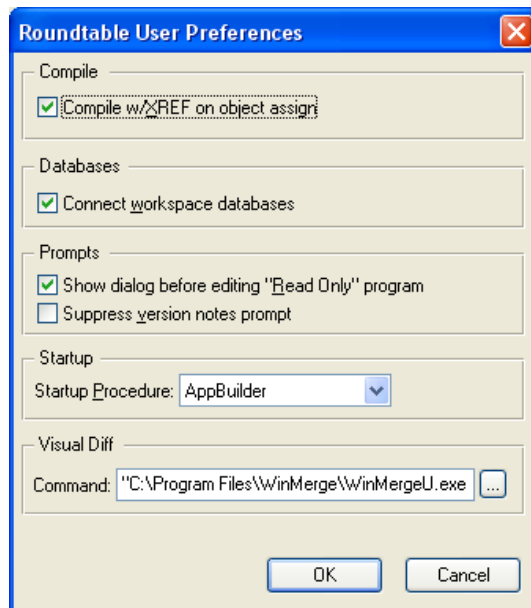 Roundtable User Preferences
Compile
Compile w/XREF on object assign
Databases
Connect workspace databases
Prompts
Show dialog before editing "Read Only" program
Suppress version notes prompt
Startup
Startup Procedure: AppBuilder
Visual Diff
Command: "C:\Program Files\WinMerge\WinMergeU.exe ...
OK Cancel